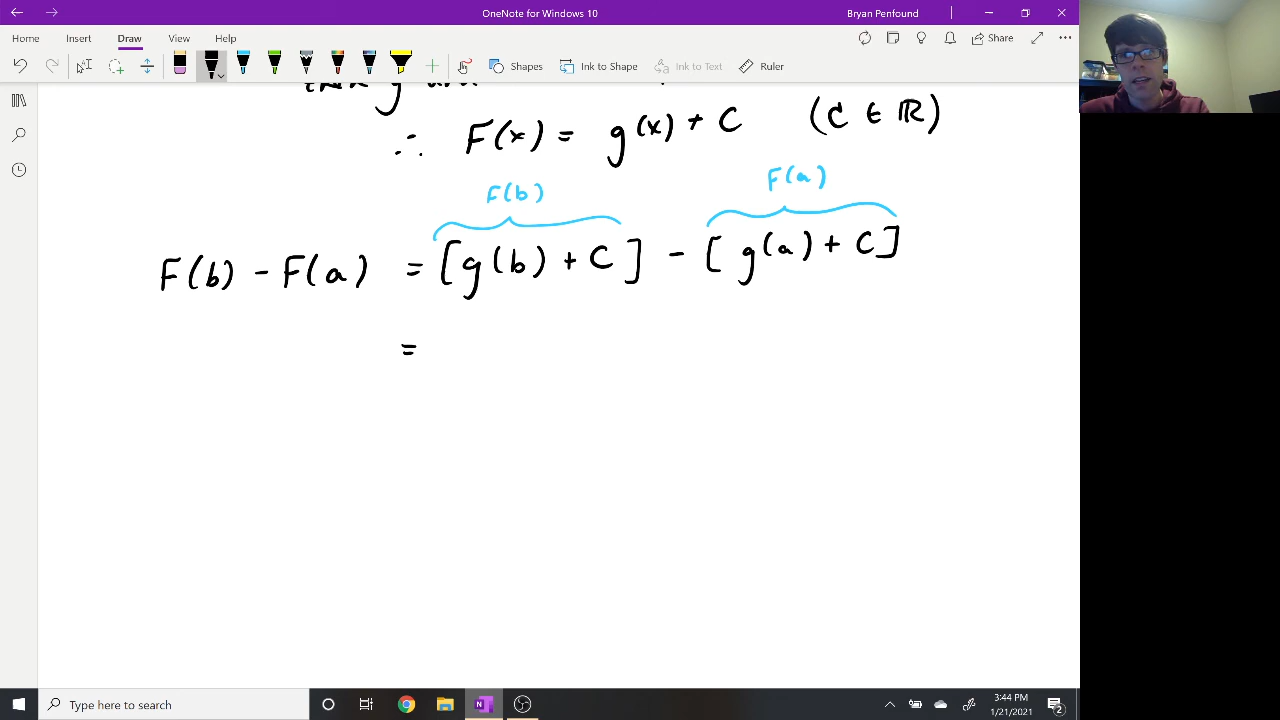 OneNote for Windows 10
Bryan Penfound
Home Insert Draw View Help
Share
Shapes Ink to Shape Ink to Text Ruler
∴ F(x) = g(x) + C (C ∈ ℝ)
F(b) F(a)
F(b) - F(a) = [g(b) + C] - [g(a) + C]
=
Type here to search
3:44 PM
1/21/2021
2